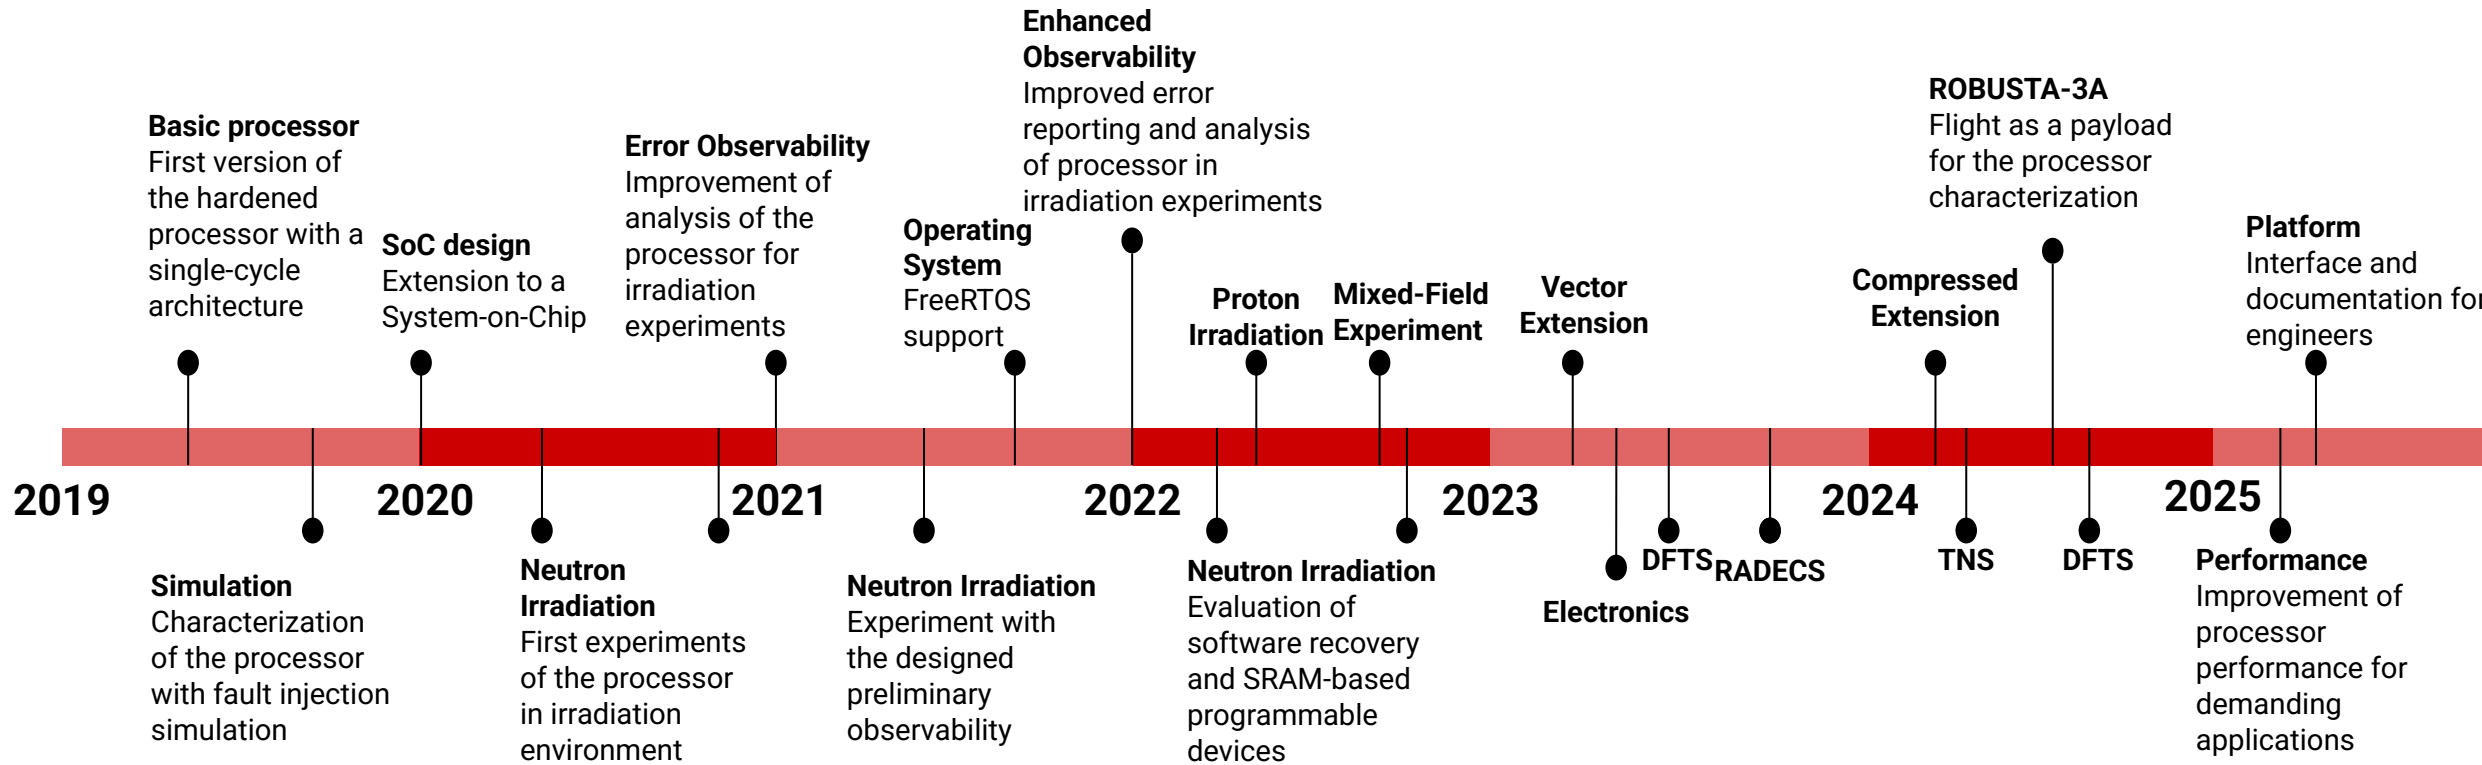 Basic processor
First version of
the hardened
processor with a
single-cycle
architecture
SoC design
Extension to a
System-on-Chip
Error Observability
Improvement of
analysis of the
processor for
irradiation
experiments
Operating
System
FreeRTOS
support
Enhanced
Observability
Improved error
reporting and analysis
of processor in
irradiation experiments
Proton
Irradiation
Mixed-Field
Experiment
Vector
Extension
Compressed
Extension
ROBUSTA-3A
Flight as a payload
for the processor
characterization
Platform
Interface and
documentation for
engineers
2019
2020
2021
2022
2023
2024
2025
Simulation
Characterization
of the processor
with fault injection
simulation
Neutron
Irradiation
First experiments
of the processor
in irradiation
environment
Neutron Irradiation
Experiment with
the designed
preliminary
observability
Neutron Irradiation
Evaluation of
software recovery
and SRAM-based
programmable
devices
Electronics
DFTS
RADECS
TNS
DFTS
Performance
Improvement of
processor
performance for
demanding
applications